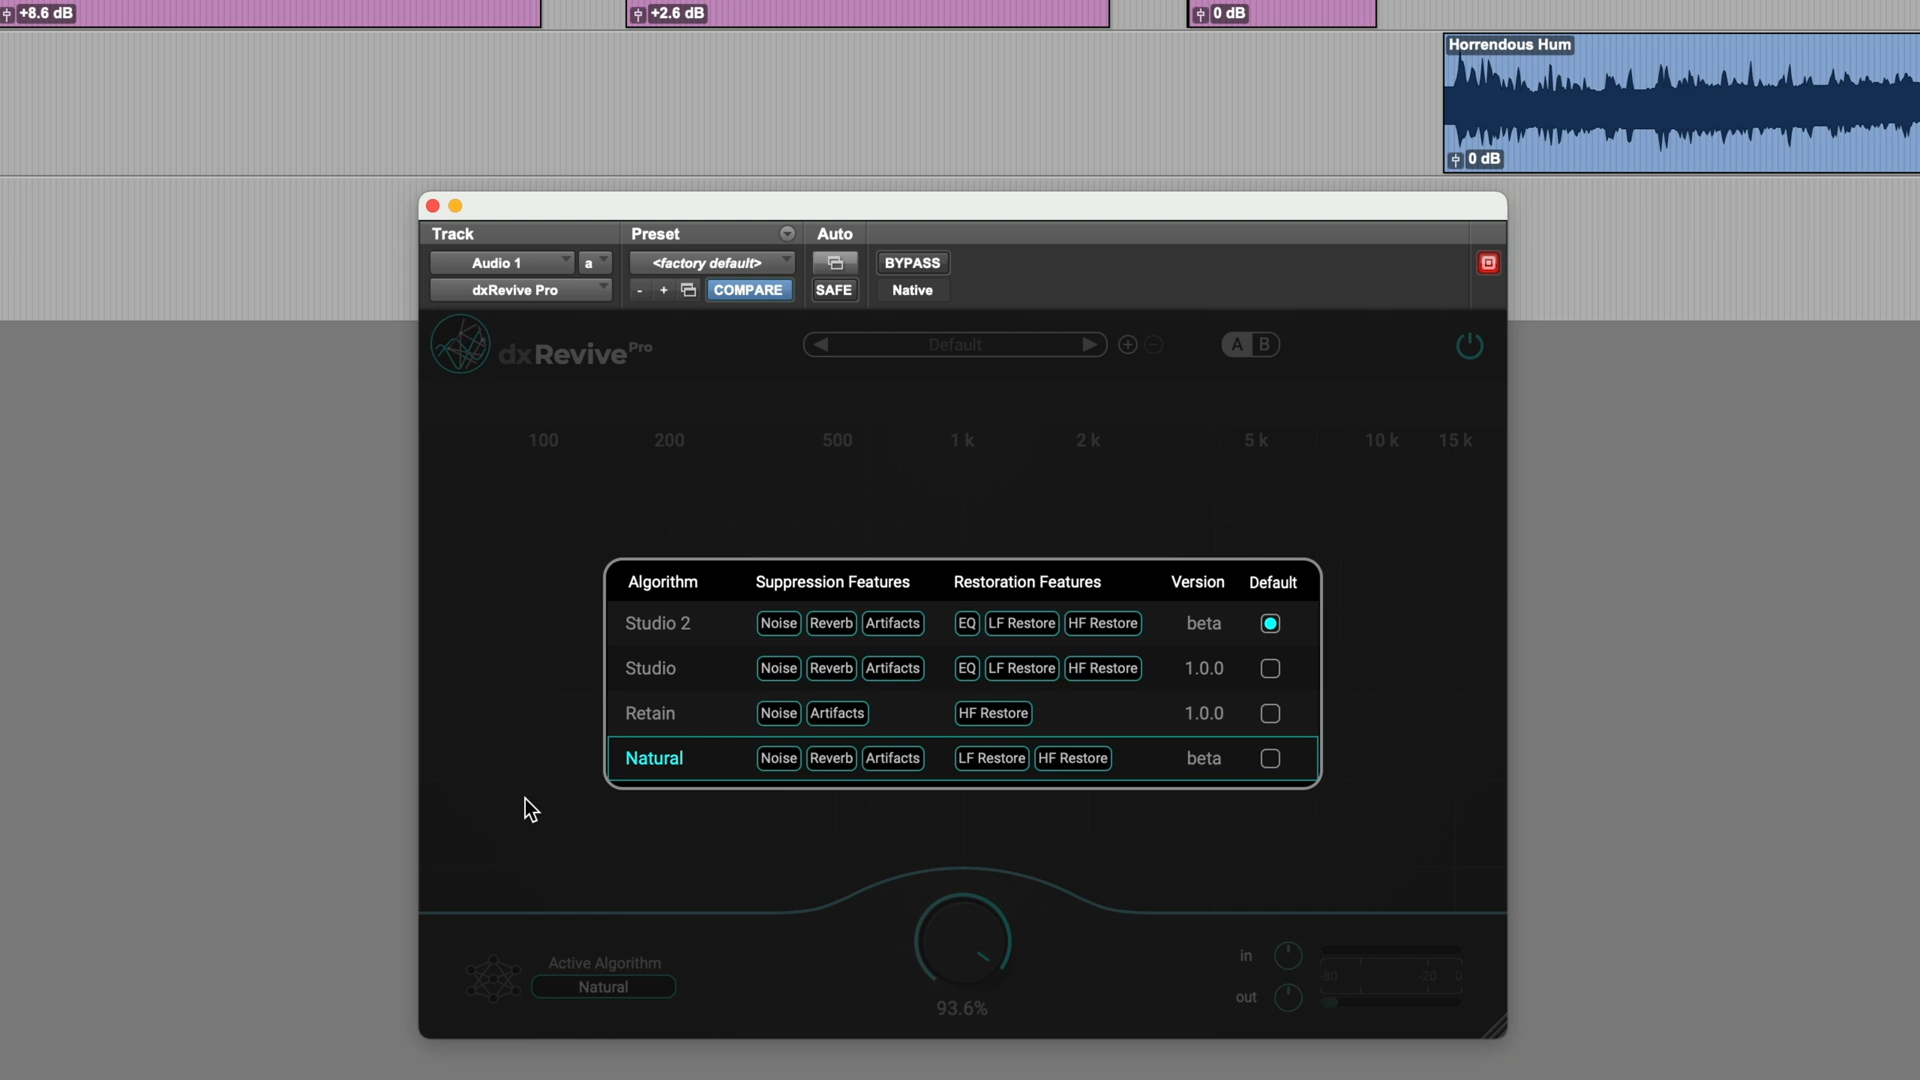 +8.6 dB +2.6 dB 0 dB
Horrendous Hum
0 dB
Track Preset Auto
Audio 1 a <factory default> BYPASS
dxRevive Pro - + COMPARE SAFE Native
dxRevive Pro Default A B
100 200 500 1 k 2 k 5 k 10 k 15 k
Algorithm Suppression Features Restoration Features Version Default
Studio 2 Noise Reverb Artifacts EQ LF Restore HF Restore beta
Studio Noise Reverb Artifacts EQ LF Restore HF Restore 1.0.0
Retain Noise Artifacts HF Restore 1.0.0
Natural Noise Reverb Artifacts LF Restore HF Restore beta
Active Algorithm in
Natural -80 -20 0
out
93.6%